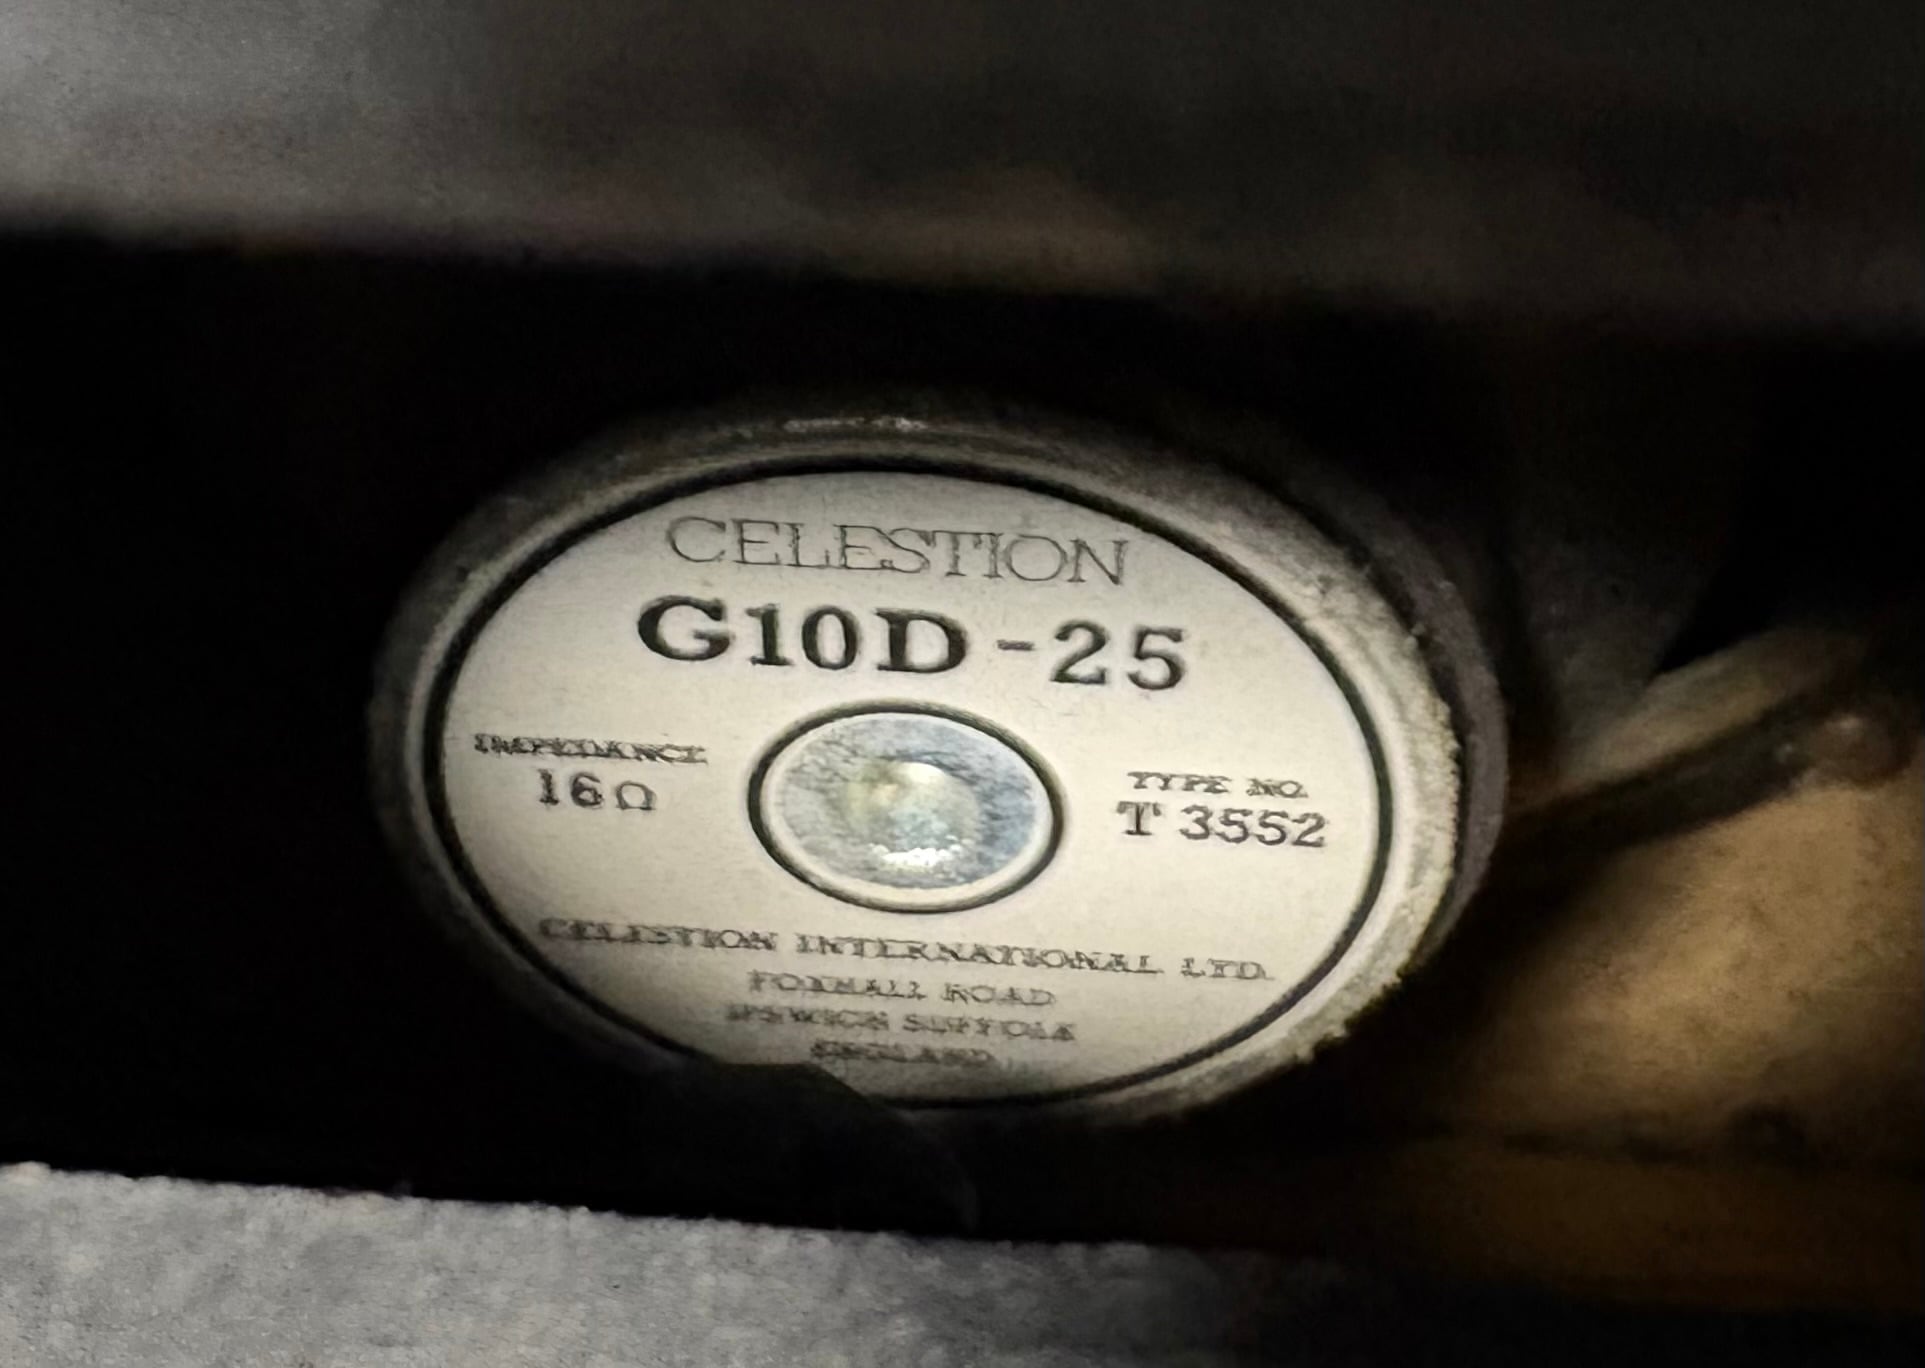 CELESTION
G10D-25
IMPEDANCE
16Ω
TYPE NO.
T 3552
CELESTION INTERNATIONAL LTD.
FOXHALL ROAD
IPSWICH SUFFOLK
ENGLAND